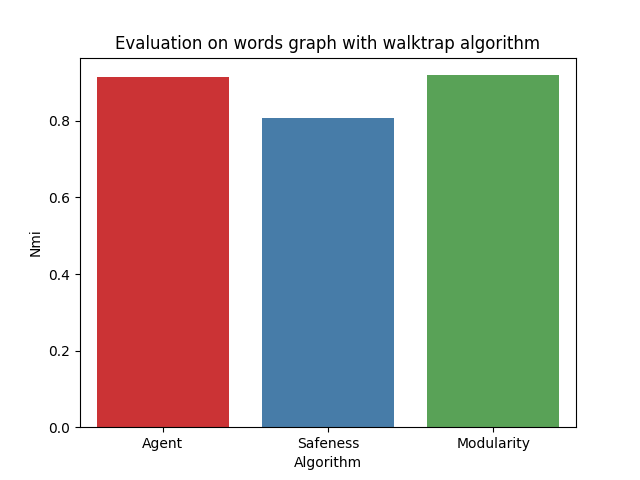 Evaluation on words graph with walktrap algorithm
Nmi
0.8
0.6
0.4
0.2
0.0
Agent
Safeness
Modularity
Algorithm